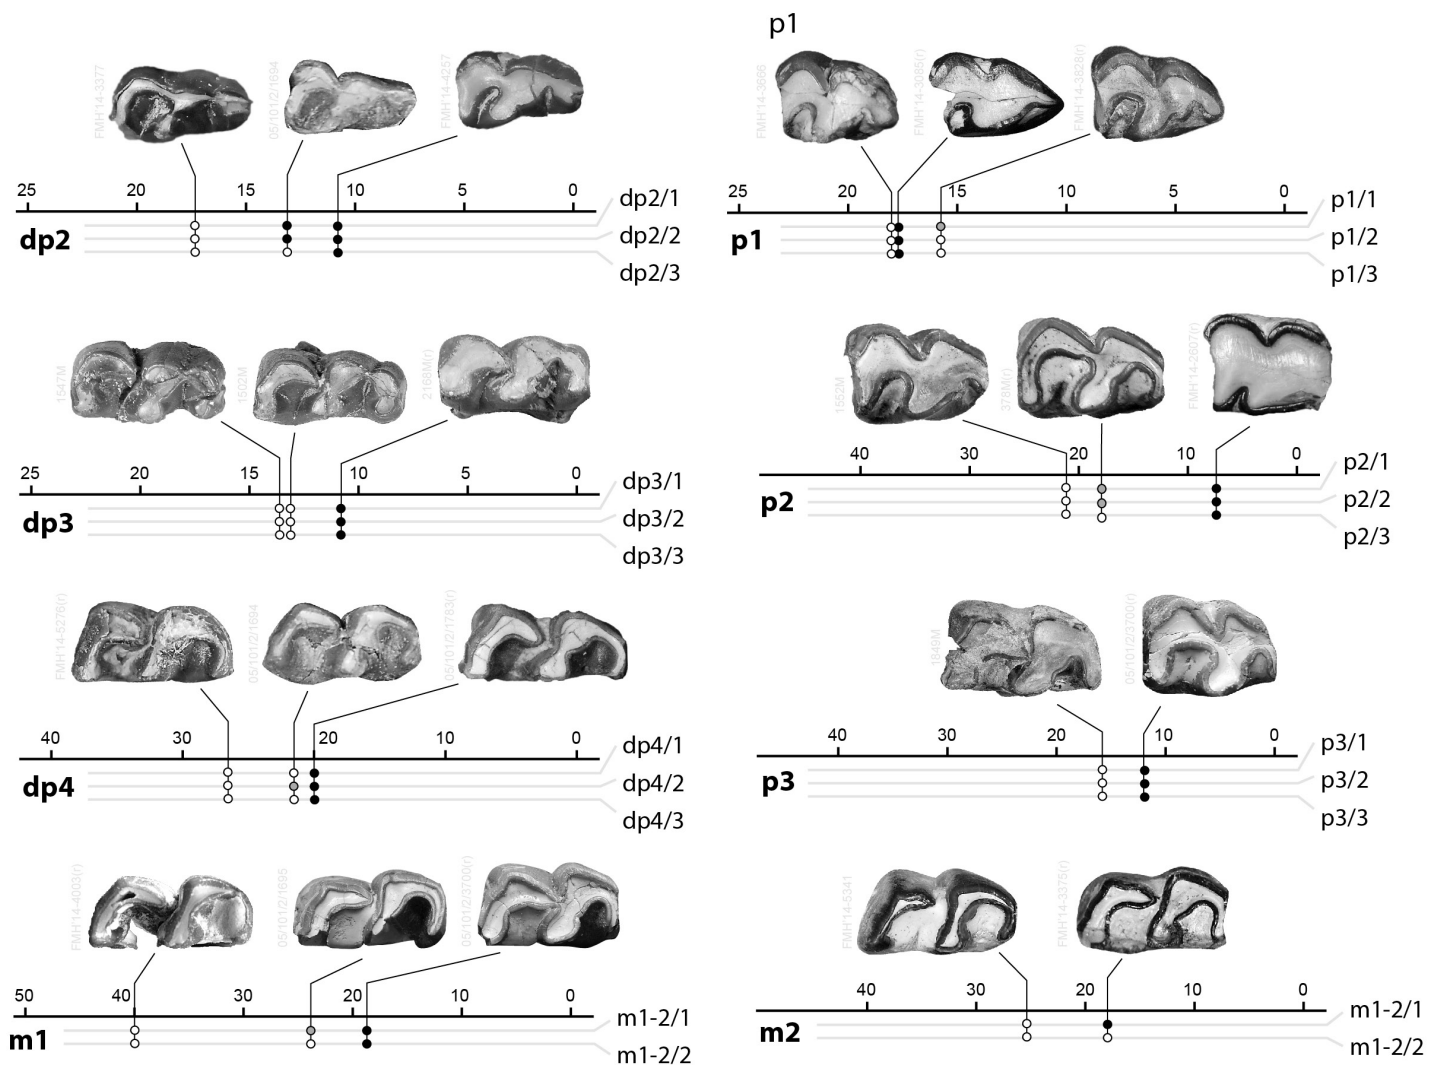 p1
FMH'14-3377
05/101/2/1694
FMH'14-4257
25 20 15 10 5 0
dp2
dp2/1
dp2/2
dp2/3
FMH'14-3666
FMH'14-3085(r)
FMH'14-3828(r)
25 20 15 10 5 0
p1
p1/1
p1/2
p1/3
1547M
1502M
2168M(r)
25 20 15 10 5 0
dp3
dp3/1
dp3/2
dp3/3
1552M
378M(r)
FMH'14-2607(r)
40 30 20 10 0
p2
p2/1
p2/2
p2/3
FMH'14-5276(r)
05/101/2/1694
05/101/2/1783(r)
40 30 20 10 0
dp4
dp4/1
dp4/2
dp4/3
1849M
05/101/2/3700(r)
40 30 20 10 0
p3
p3/1
p3/2
p3/3
FMH'14-4003(r)
05/101/2/1695
05/101/2/3700(r)
50 40 30 20 10 0
m1
m1-2/1
m1-2/2
FMH'14-5341
FMH'14-3375(r)
40 30 20 10 0
m2
m1-2/1
m1-2/2